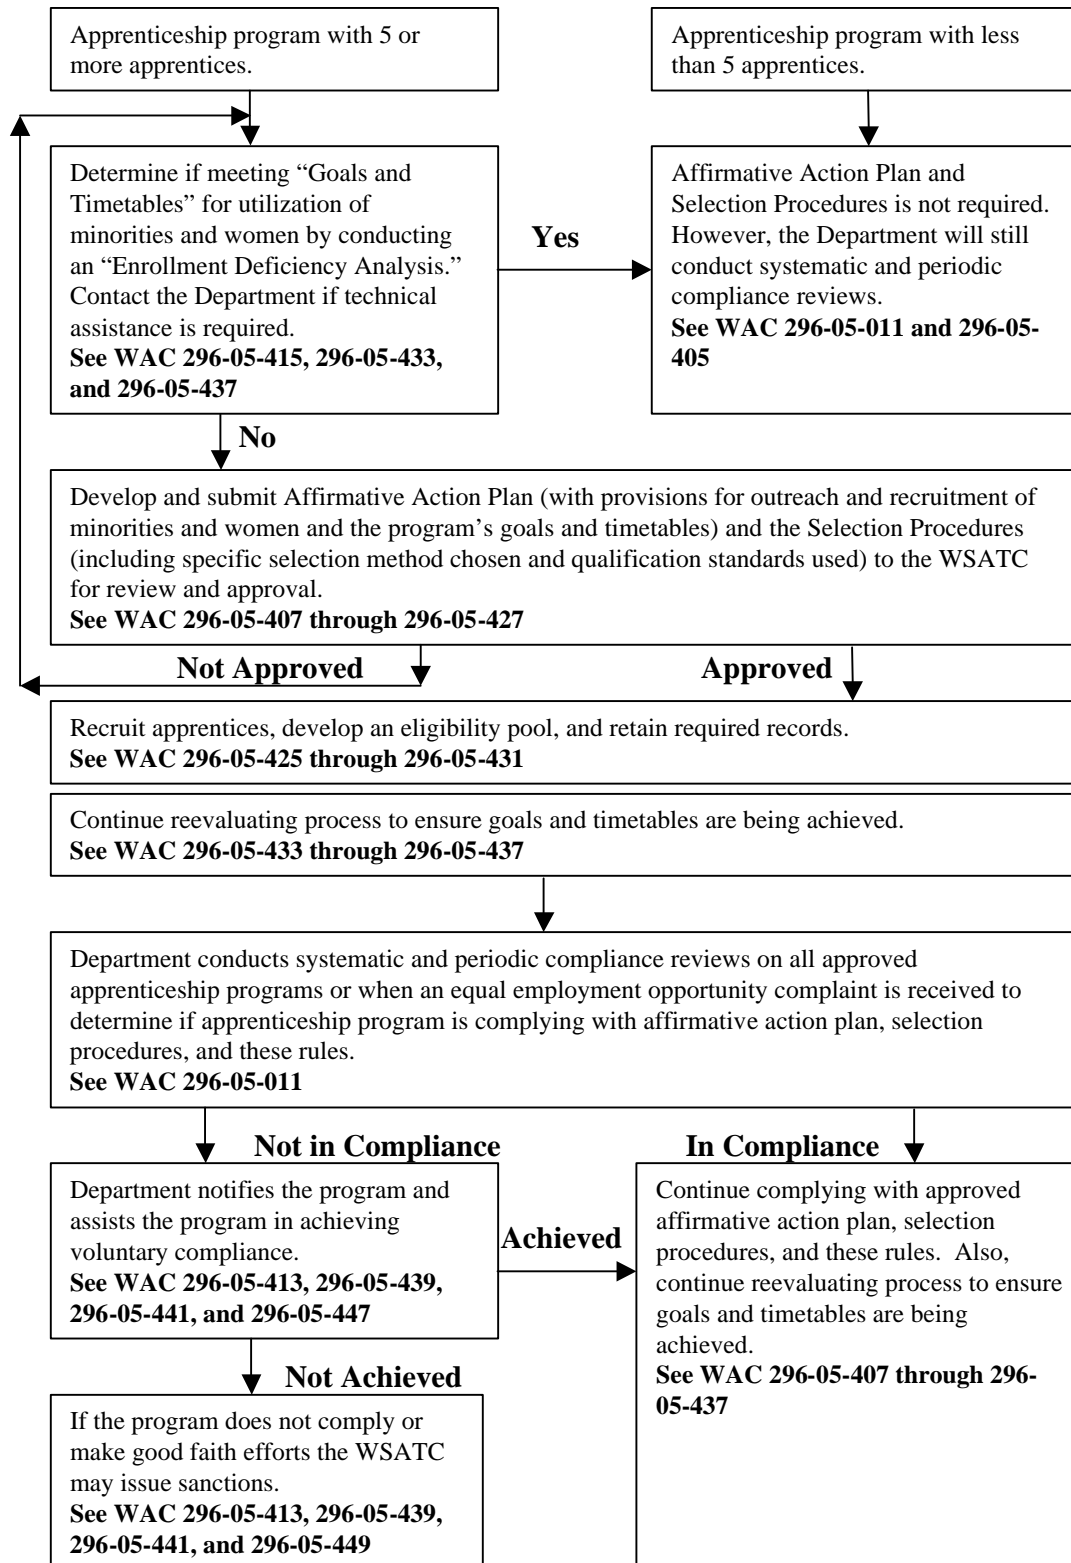 Apprenticeship program with 5 or
more apprentices.
Apprenticeship program with less
than 5 apprentices.
Determine if meeting “Goals and
Timetables” for utilization of
minorities and women by conducting
an “Enrollment Deficiency Analysis.”
Contact the Department if technical
assistance is required.
See WAC 296-05-415, 296-05-433,
and 296-05-437
Yes
Affirmative Action Plan and
Selection Procedures is not required.
However, the Department will still
conduct systematic and periodic
compliance reviews.
See WAC 296-05-011 and 296-05-
405
No
Develop and submit Affirmative Action Plan (with provisions for outreach and recruitment of
minorities and women and the program’s goals and timetables) and the Selection Procedures
(including specific selection method chosen and qualification standards used) to the WSATC
for review and approval.
See WAC 296-05-407 through 296-05-427
Not Approved
Approved
Recruit apprentices, develop an eligibility pool, and retain required records.
See WAC 296-05-425 through 296-05-431
Continue reevaluating process to ensure goals and timetables are being achieved.
See WAC 296-05-433 through 296-05-437
Department conducts systematic and periodic compliance reviews on all approved
apprenticeship programs or when an equal employment opportunity complaint is received to
determine if apprenticeship program is complying with affirmative action plan, selection
procedures, and these rules.
See WAC 296-05-011
Not in Compliance
In Compliance
Department notifies the program and
assists the program in achieving
voluntary compliance.
See WAC 296-05-413, 296-05-439,
296-05-441, and 296-05-447
Achieved
Continue complying with approved
affirmative action plan, selection
procedures, and these rules.  Also,
continue reevaluating process to ensure
goals and timetables are being
achieved.
See WAC 296-05-407 through 296-
05-437
Not Achieved
If the program does not comply or
make good faith efforts the WSATC
may issue sanctions.
See WAC 296-05-413, 296-05-439,
296-05-441, and 296-05-449